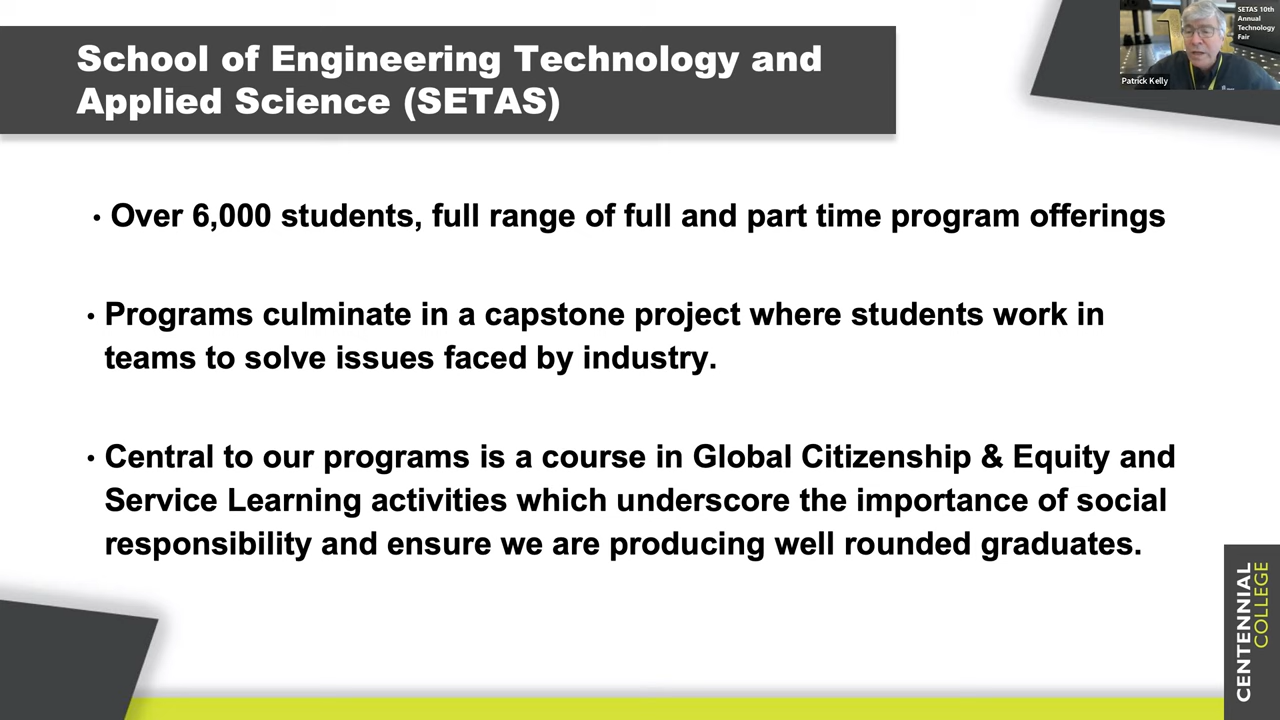 School of Engineering Technology and
Applied Science (SETAS)
SETAS 10th
Annual
Technology
Fair
Patrick Kelly
• Over 6,000 students, full range of full and part time program offerings
• Programs culminate in a capstone project where students work in
teams to solve issues faced by industry.
• Central to our programs is a course in Global Citizenship & Equity and
Service Learning activities which underscore the importance of social
responsibility and ensure we are producing well rounded graduates.
CENTENNIAL
COLLEGE